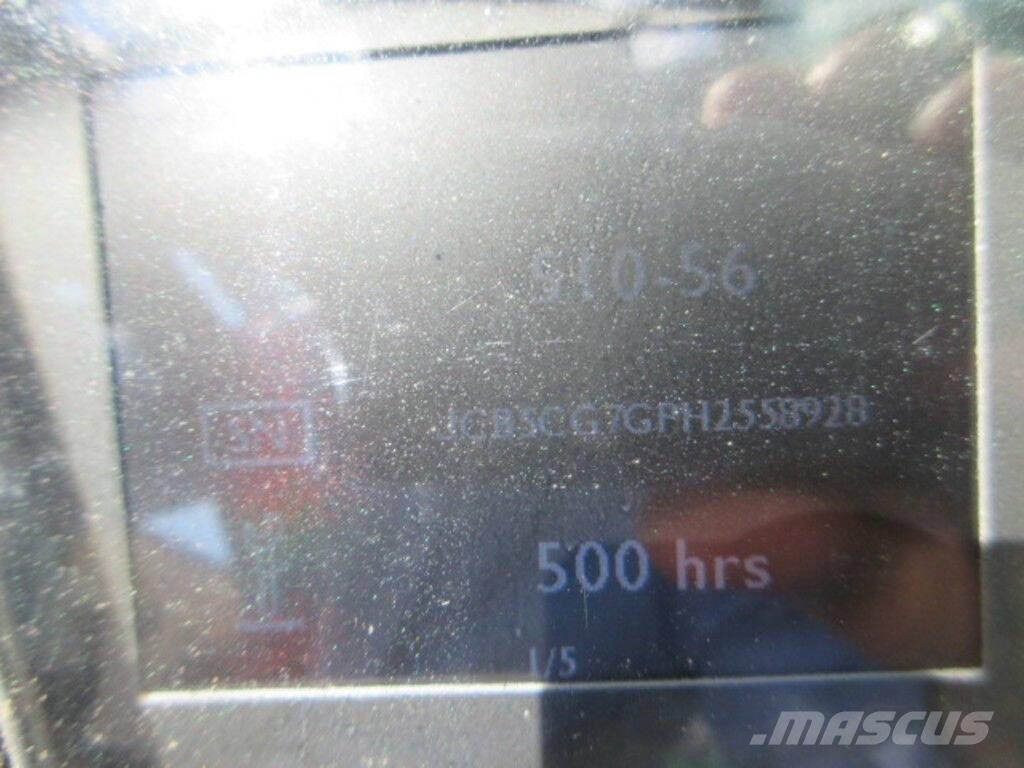 510-56
SN
JCB5CG7GPH2558928
500 hrs
1/5
MASCUS